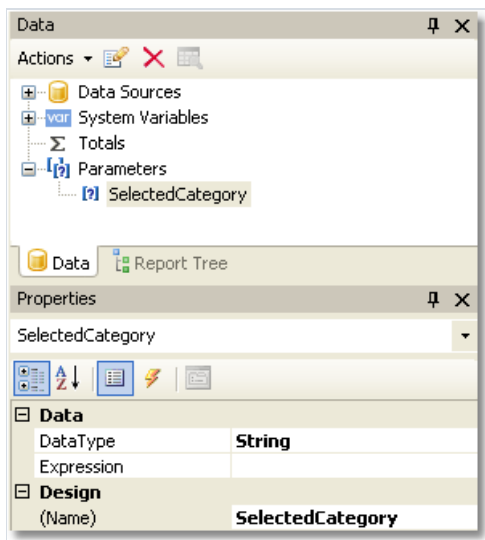 Data
Actions
Data Sources
var System Variables
Σ Totals
[?] Parameters
[?] SelectedCategory
Data Report Tree
Properties
SelectedCategory
A
Z
Data
DataType String
Expression
Design
(Name) SelectedCategory